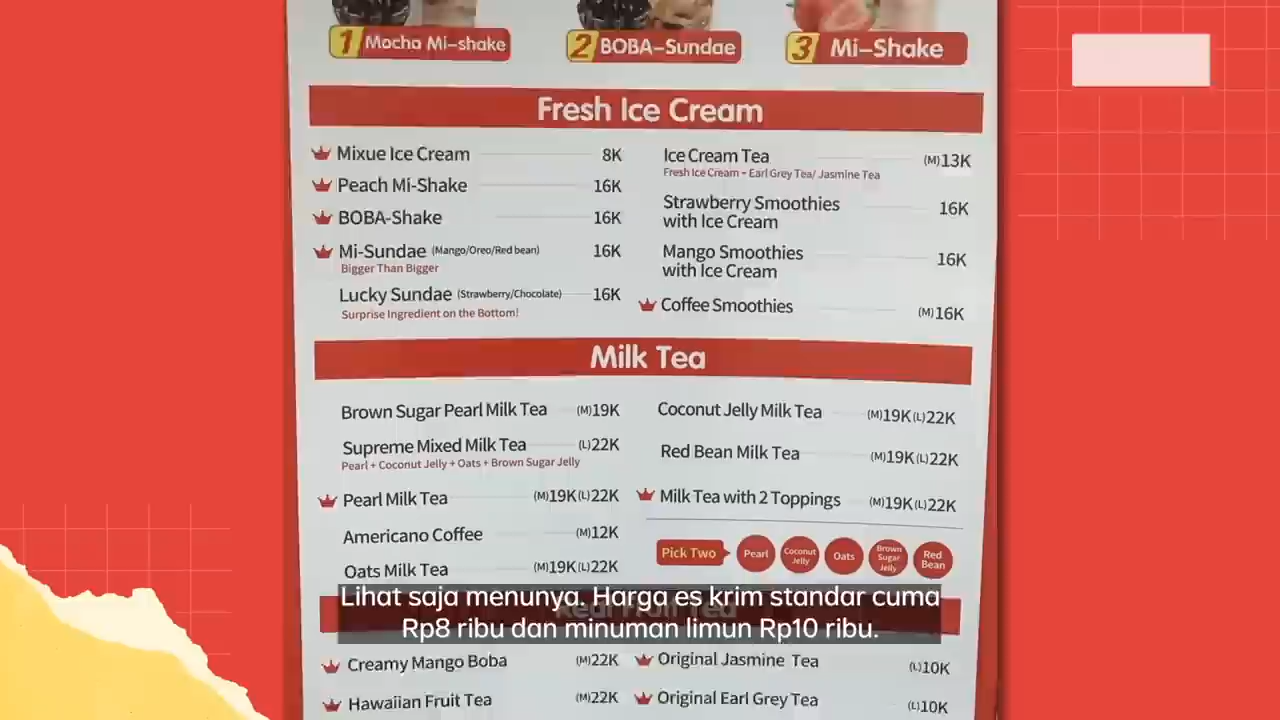 1 Mocha Mi-shake
2 BOBA-Sundae
3 Mi-Shake
Fresh Ice Cream
Mixue Ice Cream 8K
Peach Mi-Shake 16K
BOBA-Shake 16K
Mi-Sundae (Mango/Oreo/Red bean) 16K
Bigger Than Bigger
Lucky Sundae (Strawberry/Chocolate) 16K
Surprise Ingredient on the Bottom!
Ice Cream Tea (M)13K
Fresh Ice Cream + Earl Grey Tea/ Jasmine Tea
Strawberry Smoothies
with Ice Cream 16K
Mango Smoothies
with Ice Cream 16K
Coffee Smoothies (M)16K
Milk Tea
Brown Sugar Pearl Milk Tea (M)19K
Supreme Mixed Milk Tea (L)22K
Pearl + Coconut Jelly + Oats + Brown Sugar Jelly
Pearl Milk Tea (M)19K(L)22K
Americano Coffee (M)12K
Oats Milk Tea (M)19K(L)22K
Coconut Jelly Milk Tea (M)19K(L)22K
Red Bean Milk Tea (M)19K(L)22K
Milk Tea with 2 Toppings (M)19K(L)22K
Pick Two
Pearl
Coconut
Jelly
Oats
Brown
Sugar
Jelly
Red
Bean
Real Fruit Tea
Lihat saja menunya. Harga es krim standar cuma
Rp8 ribu dan minuman limun Rp10 ribu.
Creamy Mango Boba (M)22K
Hawaiian Fruit Tea (M)22K
Original Jasmine Tea (L)10K
Original Earl Grey Tea (L)10K